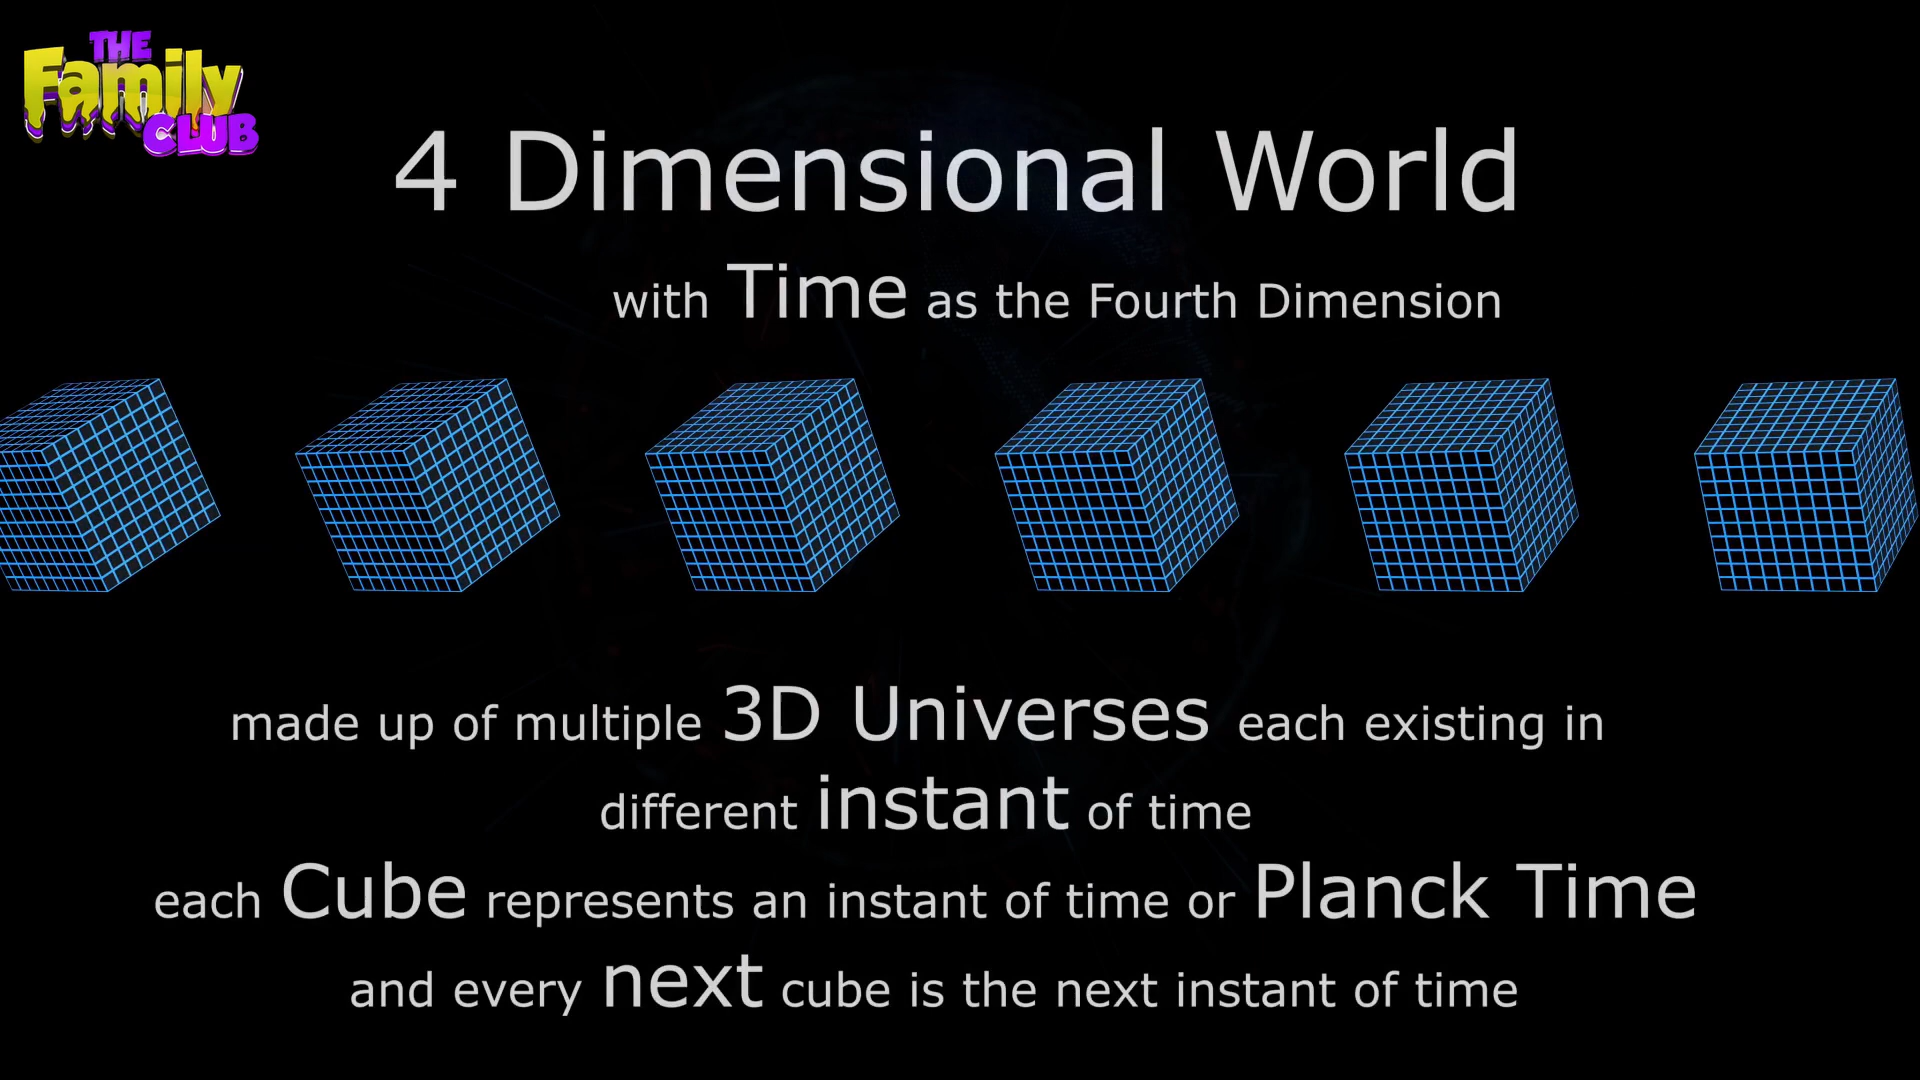 THE
Family
CLUB
4 Dimensional World
with Time as the Fourth Dimension
made up of multiple 3D Universes each existing in
different instant of time
each Cube represents an instant of time or Planck Time
and every next cube is the next instant of time